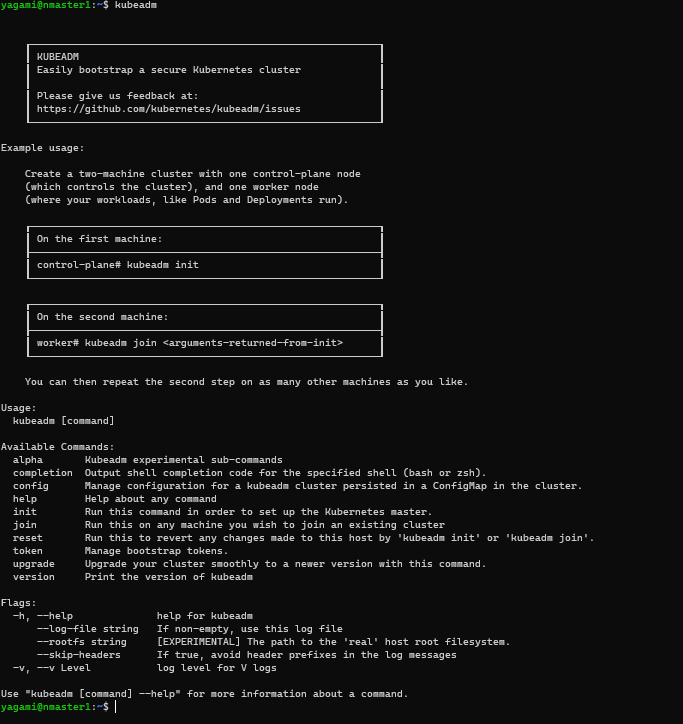 yagami@nmaster1:~$ kubeadm
KUBEADM
Easily bootstrap a secure Kubernetes cluster
Please give us feedback at:
https://github.com/kubernetes/kubeadm/issues
Example usage:
Create a two-machine cluster with one control-plane node
(which controls the cluster), and one worker node
(where your workloads, like Pods and Deployments run).
On the first machine:
control-plane# kubeadm init
On the second machine:
worker# kubeadm join <arguments-returned-from-init>
You can then repeat the second step on as many other machines as you like.
Usage:
kubeadm [command]
Available Commands:
alpha       Kubeadm experimental sub-commands
completion  Output shell completion code for the specified shell (bash or zsh).
config      Manage configuration for a kubeadm cluster persisted in a ConfigMap in the cluster.
help        Help about any command
init        Run this command in order to set up the Kubernetes master.
join        Run this on any machine you wish to join an existing cluster
reset       Run this to revert any changes made to this host by 'kubeadm init' or 'kubeadm join'.
token       Manage bootstrap tokens.
upgrade     Upgrade your cluster smoothly to a newer version with this command.
version     Print the version of kubeadm
Flags:
-h, --help              help for kubeadm
--log-file string   If non-empty, use this log file
--rootfs string     [EXPERIMENTAL] The path to the 'real' host root filesystem.
--skip-headers      If true, avoid header prefixes in the log messages
-v, --v Level           log level for V logs
Use "kubeadm [command] --help" for more information about a command.
yagami@nmaster1:~$